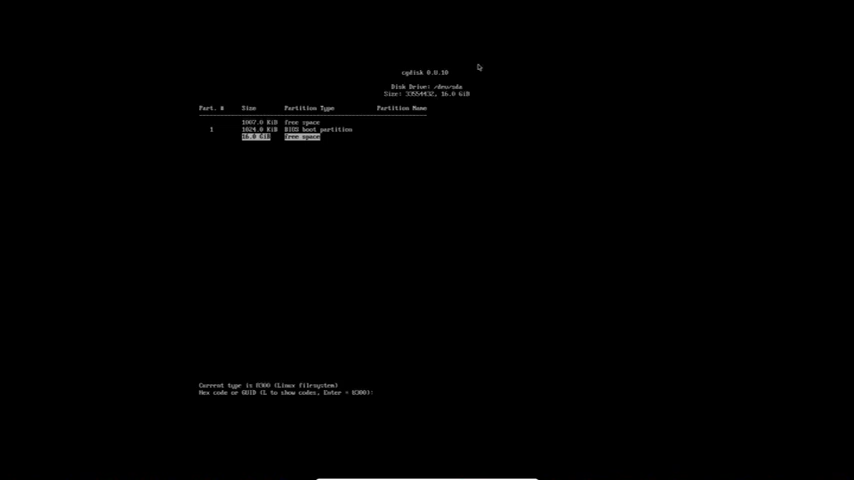 cgdisk 0.8.10
Disk Drive: /dev/sda
Size: 33554432, 16.0 GiB
Part. # Size Partition Type Partition Name
1007.0 KiB free space
1 1024.0 KiB BIOS boot partition
16.0 GiB free space
Current type is 8300 (Linux filesystem)
Hex code or GUID (L to show codes, Enter = 8300):